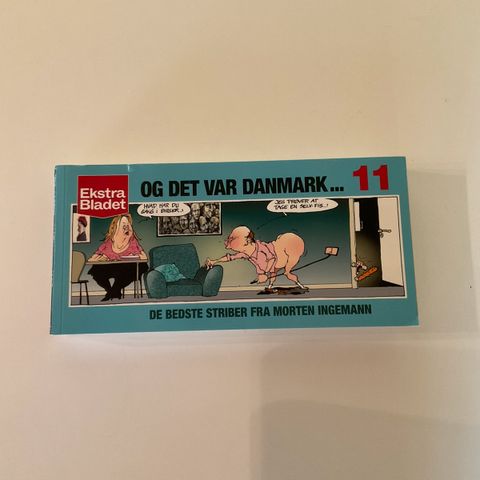 Ekstra
Bladet
OG DET VAR DANMARK... 11
HVAD HAR DU
GANG I, EIGLER..!
JEG PRØVER AT
TAGE EN SELV-FIS..!
DE BEDSTE STRIBER FRA MORTEN INGEMANN